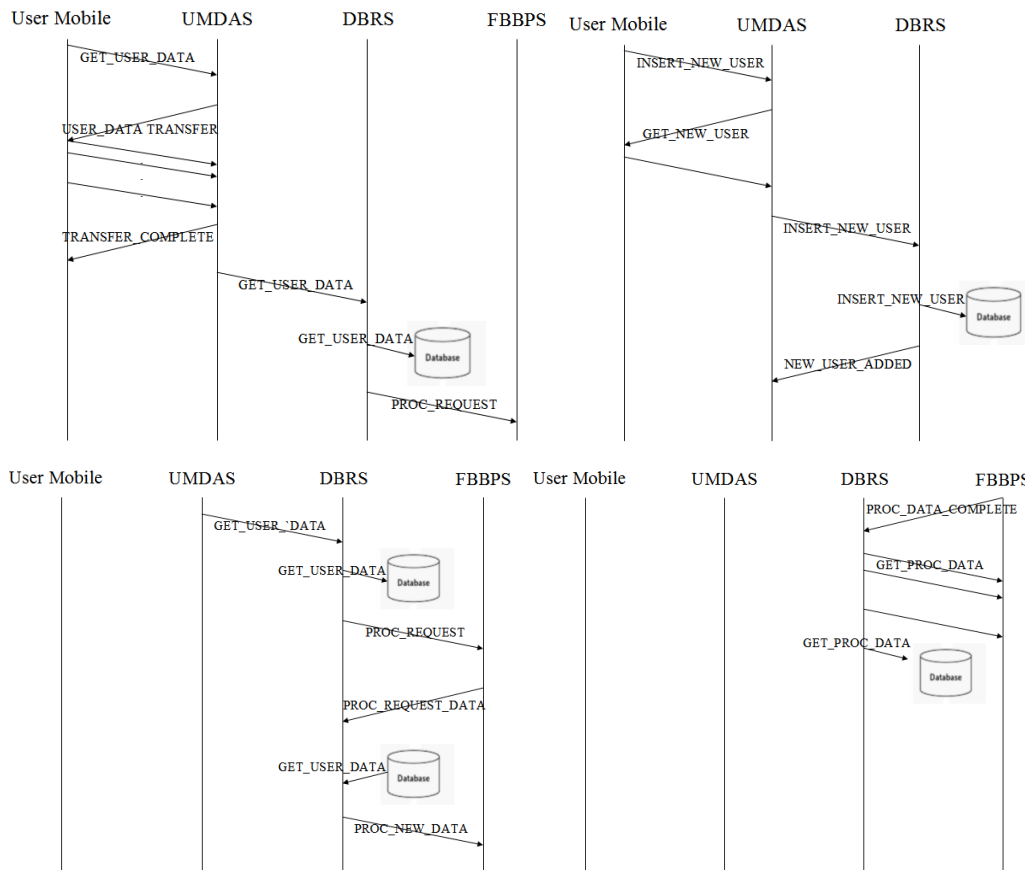 User Mobile UMDAS DBRS FBBPS
GET_USER_DATA
USER_DATA TRANSFER
.
.
.
TRANSFER_COMPLETE
GET_USER_DATA
GET_USER_DATA
Database
PROC_REQUEST
User Mobile UMDAS DBRS
INSERT_NEW_USER
GET_NEW_USER
INSERT_NEW_USER
INSERT_NEW_USER
Database
NEW_USER_ADDED
User Mobile UMDAS DBRS FBBPS
GET_USER_`DATA
GET_USER_DATA
Database
PROC_REQUEST
PROC_REQUEST_DATA
GET_USER_DATA
Database
PROC_NEW_DATA
User Mobile UMDAS DBRS FBBPS
PROC_DATA_COMPLETE
GET_PROC_DATA
GET_PROC_DATA
Database